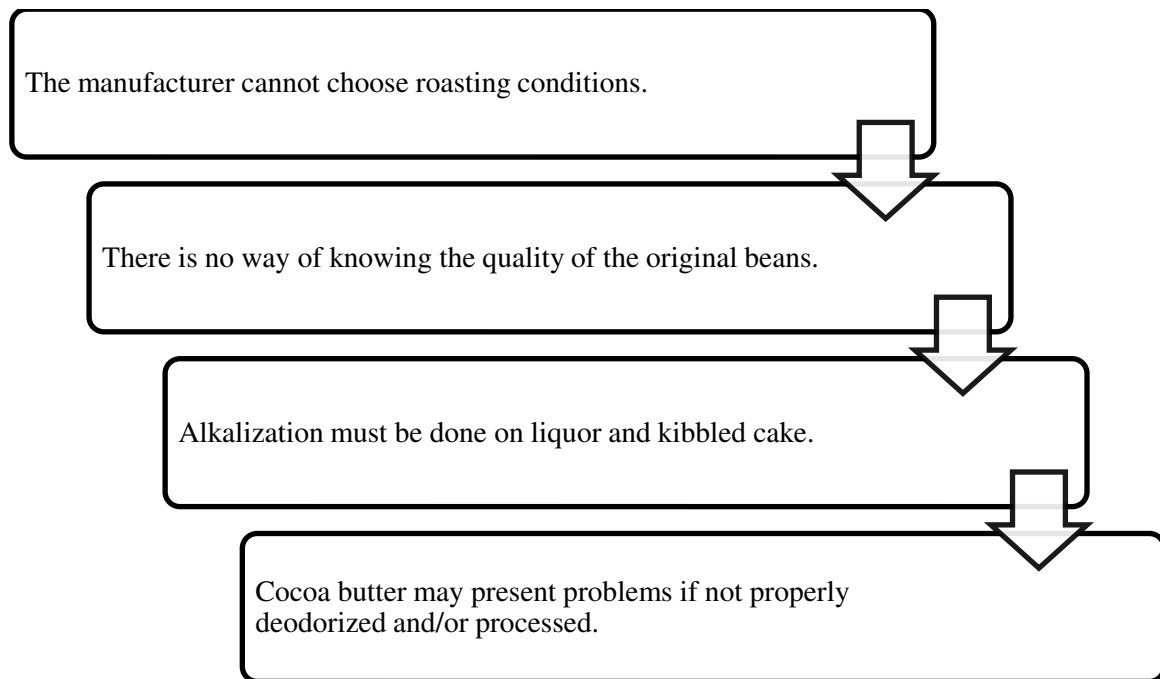 The manufacturer cannot choose roasting conditions.
There is no way of knowing the quality of the original beans.
Alkalization must be done on liquor and kibbled cake.
Cocoa butter may present problems if not properly
deodorized and/or processed.